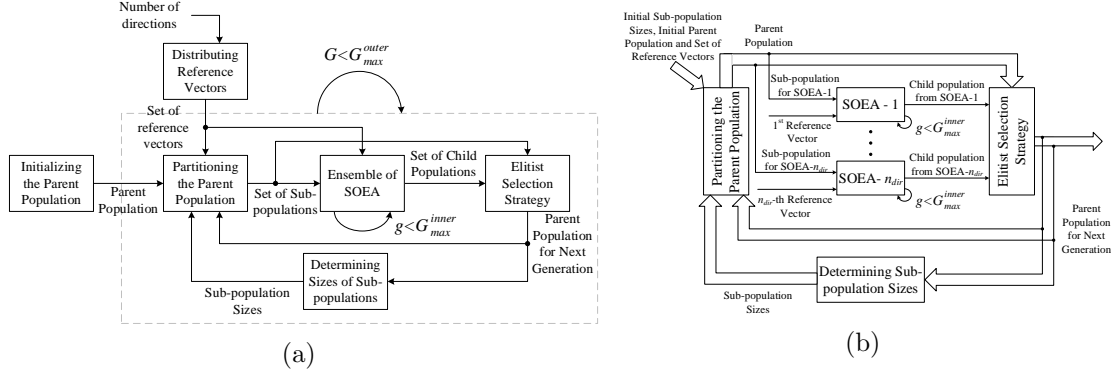 Number of
directions
Distributing
Reference
Vectors
G<G_max^outer
Set of
reference
vectors
Initializing
the Parent
Population
Parent
Population
Partitioning
the Parent
Population
Set of Sub-
populations
Ensemble of
SOEA
g<G_max^inner
Set of Child
Populations
Elitist
Selection
Strategy
Parent
Population
for Next
Generation
Determining
Sizes of Sub-
populations
Sub-population
Sizes
(a)
Initial Sub-population
Sizes, Initial Parent
Population and Set of
Reference Vectors
Parent
Population
Partitioning the
Parent Population
Sub-population
for SOEA-1
SOEA - 1
Child population
from SOEA-1
1st Reference
Vector
g<G_max^inner
Sub-population
for SOEA-n_dir
SOEA- n_dir
Child population
from SOEA-n_dir
n_dir-th Reference
Vector
g<G_max^inner
Elitist Selection
Strategy
Parent
Population
for Next
Generation
Determining Sub-
population Sizes
Sub-population
Sizes
(b)